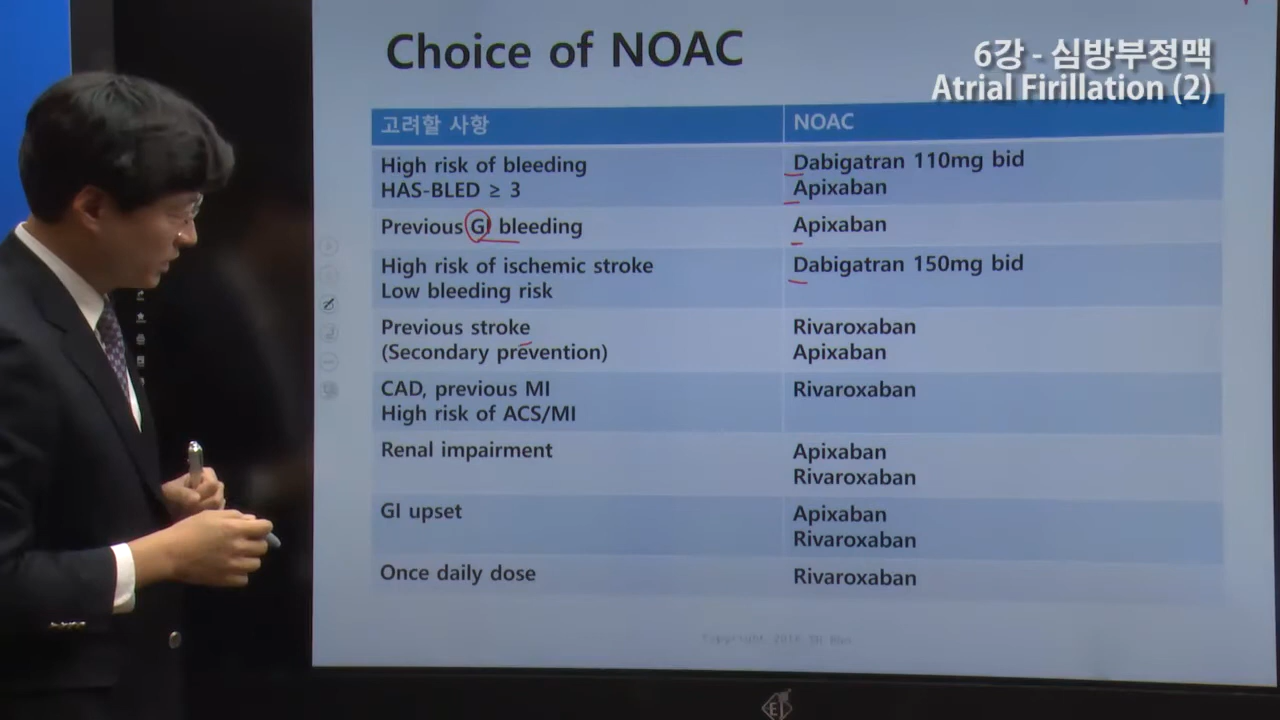 Choice of NOAC
6강 - 심방부정맥
Atrial Firillation (2)
고려할 사항
NOAC
High risk of bleeding
HAS-BLED ≥ 3
Dabigatran 110mg bid
Apixaban
Previous GI bleeding
Apixaban
High risk of ischemic stroke
Low bleeding risk
Dabigatran 150mg bid
Previous stroke
(Secondary prevention)
Rivaroxaban
Apixaban
CAD, previous MI
High risk of ACS/MI
Rivaroxaban
Renal impairment
Apixaban
Rivaroxaban
GI upset
Apixaban
Rivaroxaban
Once daily dose
Rivaroxaban